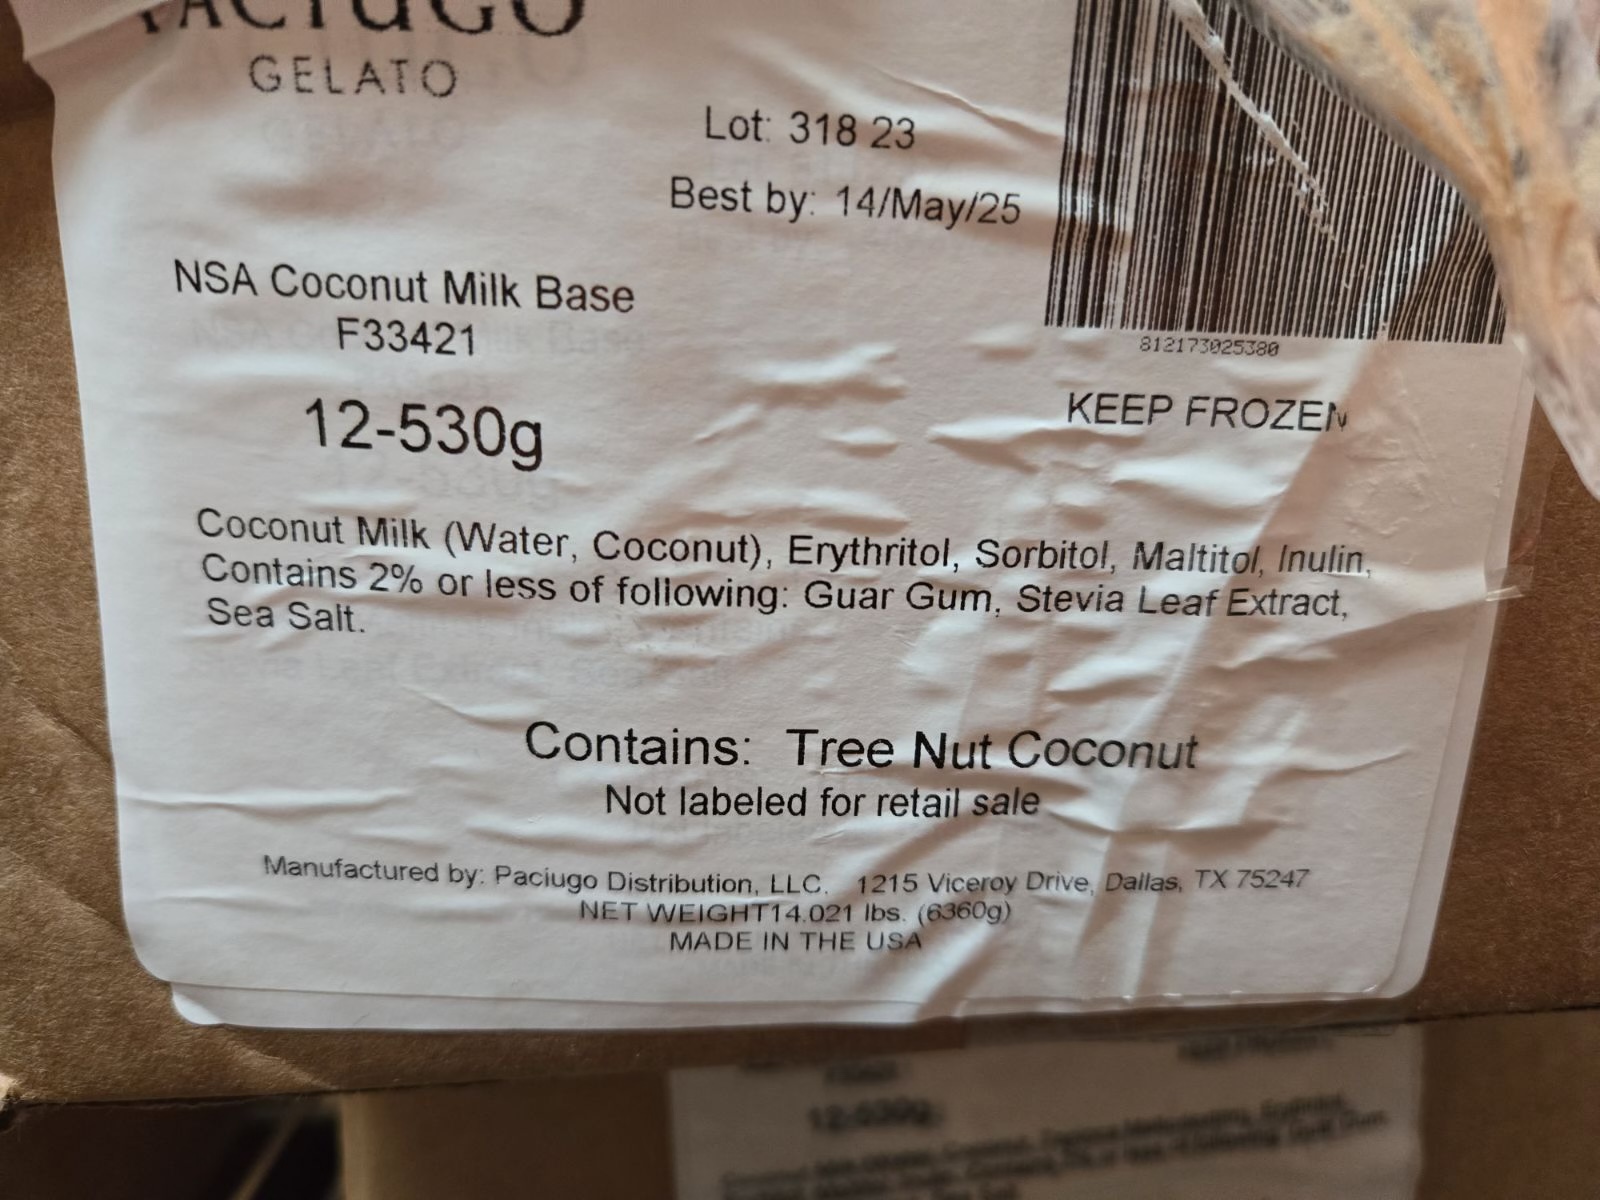 PACIUGO
GELATO
Lot: 318 23
Best by: 14/May/25
812173025380
NSA Coconut Milk Base
F33421
12-530g
KEEP FROZEN
Coconut Milk (Water, Coconut), Erythritol, Sorbitol, Maltitol, Inulin,
Contains 2% or less of following: Guar Gum, Stevia Leaf Extract,
Sea Salt.
Contains: Tree Nut Coconut
Not labeled for retail sale
Manufactured by: Paciugo Distribution, LLC. 1215 Viceroy Drive, Dallas, TX 75247
NET WEIGHT14.021 lbs. (6360g)
MADE IN THE USA